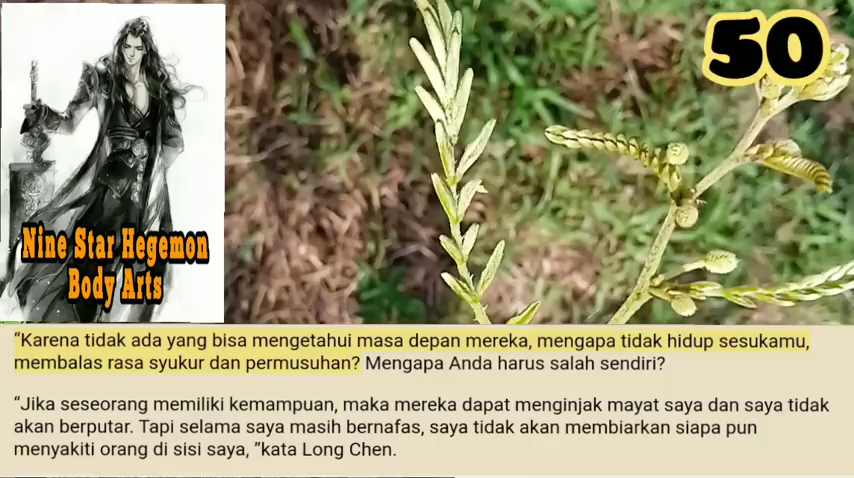 50
Nine Star Hegemon
Body Arts
“Karena tidak ada yang bisa mengetahui masa depan mereka, mengapa tidak hidup sesukamu,
membalas rasa syukur dan permusuhan? Mengapa Anda harus salah sendiri?
“Jika seseorang memiliki kemampuan, maka mereka dapat menginjak mayat saya dan saya tidak
akan berputar. Tapi selama saya masih bernafas, saya tidak akan membiarkan siapa pun
menyakiti orang di sisi saya, ”kata Long Chen.